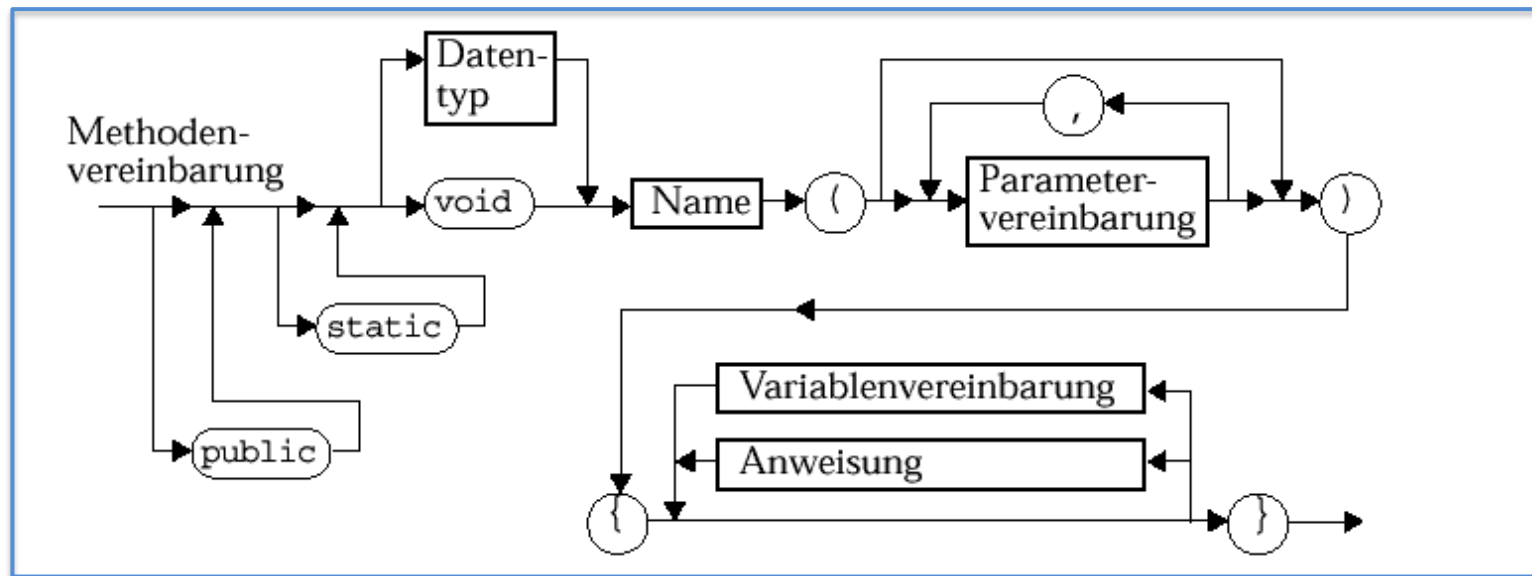 Methoden-
vereinbarung
Daten-
typ
void
Name
(
,
Parameter-
vereinbarung
)
static
public
Variablenvereinbarung
Anweisung
{
}